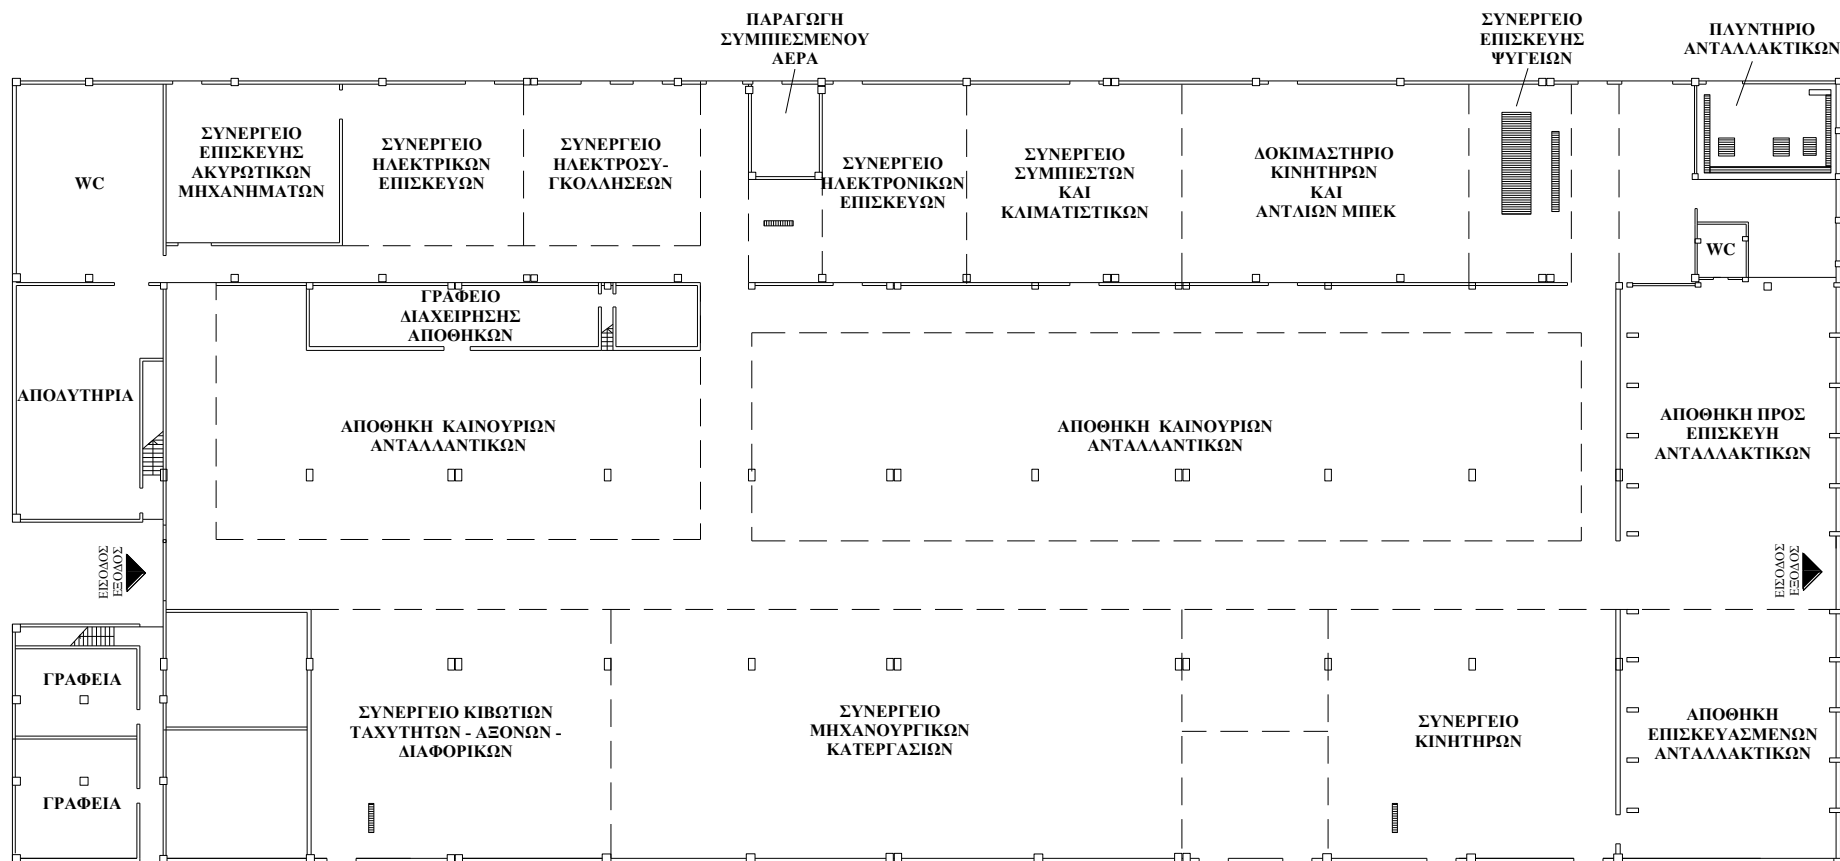 ΠΑΡΑΓΩΓΗ
ΣΥΜΠΙΕΣΜΕΝΟΥ
ΑΕΡΑ
ΣΥΝΕΡΓΕΙΟ
ΕΠΙΣΚΕΥΗΣ
ΨΥΓΕΙΩΝ
ΠΛΥΝΤΗΡΙΟ
ΑΝΤΑΛΛΑΚΤΙΚΩΝ
WC
ΣΥΝΕΡΓΕΙΟ
ΕΠΙΣΚΕΥΗΣ
ΑΚΥΡΩΤΙΚΩΝ
ΜΗΧΑΝΗΜΑΤΩΝ
ΣΥΝΕΡΓΕΙΟ
ΗΛΕΚΤΡΙΚΩΝ
ΕΠΙΣΚΕΥΩΝ
ΣΥΝΕΡΓΕΙΟ
ΗΛΕΚΤΡΟΣΥ-
ΓΚΟΛΛΗΣΕΩΝ
ΣΥΝΕΡΓΕΙΟ
ΗΛΕΚΤΡΟΝΙΚΩΝ
ΕΠΙΣΚΕΥΩΝ
ΣΥΝΕΡΓΕΙΟ
ΣΥΜΠΙΕΣΤΩΝ
ΚΑΙ
ΚΛΙΜΑΤΙΣΤΙΚΩΝ
ΔΟΚΙΜΑΣΤΗΡΙΟ
ΚΙΝΗΤΗΡΩΝ
ΚΑΙ
ΑΝΤΛΙΩΝ ΜΠΕΚ
WC
ΓΡΑΦΕΙΟ
ΔΙΑΧΕΙΡΗΣΗΣ
ΑΠΟΘΗΚΩΝ
ΑΠΟΔΥΤΗΡΙΑ
ΑΠΟΘΗΚΗ ΚΑΙΝΟΥΡΙΩΝ
ΑΝΤΑΛΛΑΝΤΙΚΩΝ
ΑΠΟΘΗΚΗ ΚΑΙΝΟΥΡΙΩΝ
ΑΝΤΑΛΛΑΝΤΙΚΩΝ
ΑΠΟΘΗΚΗ ΠΡΟΣ
ΕΠΙΣΚΕΥΗ
ΑΝΤΑΛΛΑΚΤΙΚΩΝ
ΕΙΣΟΔΟΣ
ΕΞΟΔΟΣ
ΕΙΣΟΔΟΣ
ΕΞΟΔΟΣ
ΓΡΑΦΕΙΑ
ΓΡΑΦΕΙΑ
ΣΥΝΕΡΓΕΙΟ ΚΙΒΩΤΙΩΝ
ΤΑΧΥΤΗΤΩΝ - ΑΞΟΝΩΝ -
ΔΙΑΦΟΡΙΚΩΝ
ΣΥΝΕΡΓΕΙΟ
ΜΗΧΑΝΟΥΡΓΙΚΩΝ
ΚΑΤΕΡΓΑΣΙΩΝ
ΣΥΝΕΡΓΕΙΟ
ΚΙΝΗΤΗΡΩΝ
ΑΠΟΘΗΚΗ
ΕΠΙΣΚΕΥΑΣΜΕΝΩΝ
ΑΝΤΑΛΛΑΚΤΙΚΩΝ